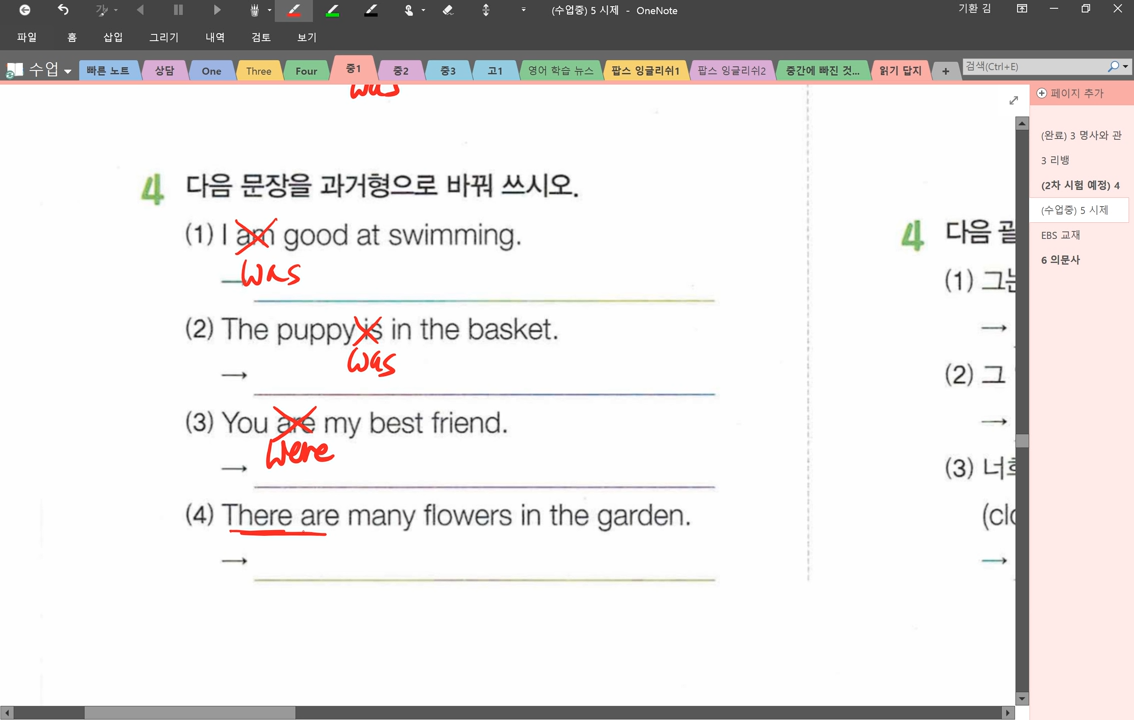 (수업중) 5 시제 - OneNote
기환 김
파일 홈 삽입 그리기 내역 검토 보기
수업 빠른 노트 상담 One Three Four 중1 중2 중3 고1 영어 학습 뉴스 팝스 잉글리쉬1 팝스 잉글리쉬2 중간에 빠진 것... 읽기 답지 + 검색(Ctrl+E)
페이지 추가
(완료) 3 명사와 관
3 리뱅
(2차 시험 예정) 4
(수업중) 5 시제
EBS 교재
6 의문사
was
4 다음 문장을 과거형으로 바꿔 쓰시오.
(1) I am good at swimming.
was
(2) The puppy is in the basket.
→ was
(3) You are my best friend.
were
→
(4) There are many flowers in the garden.
→
4 다음 괄
(1) 그는
→
(2) 그
→
(3) 너희
(clo
→